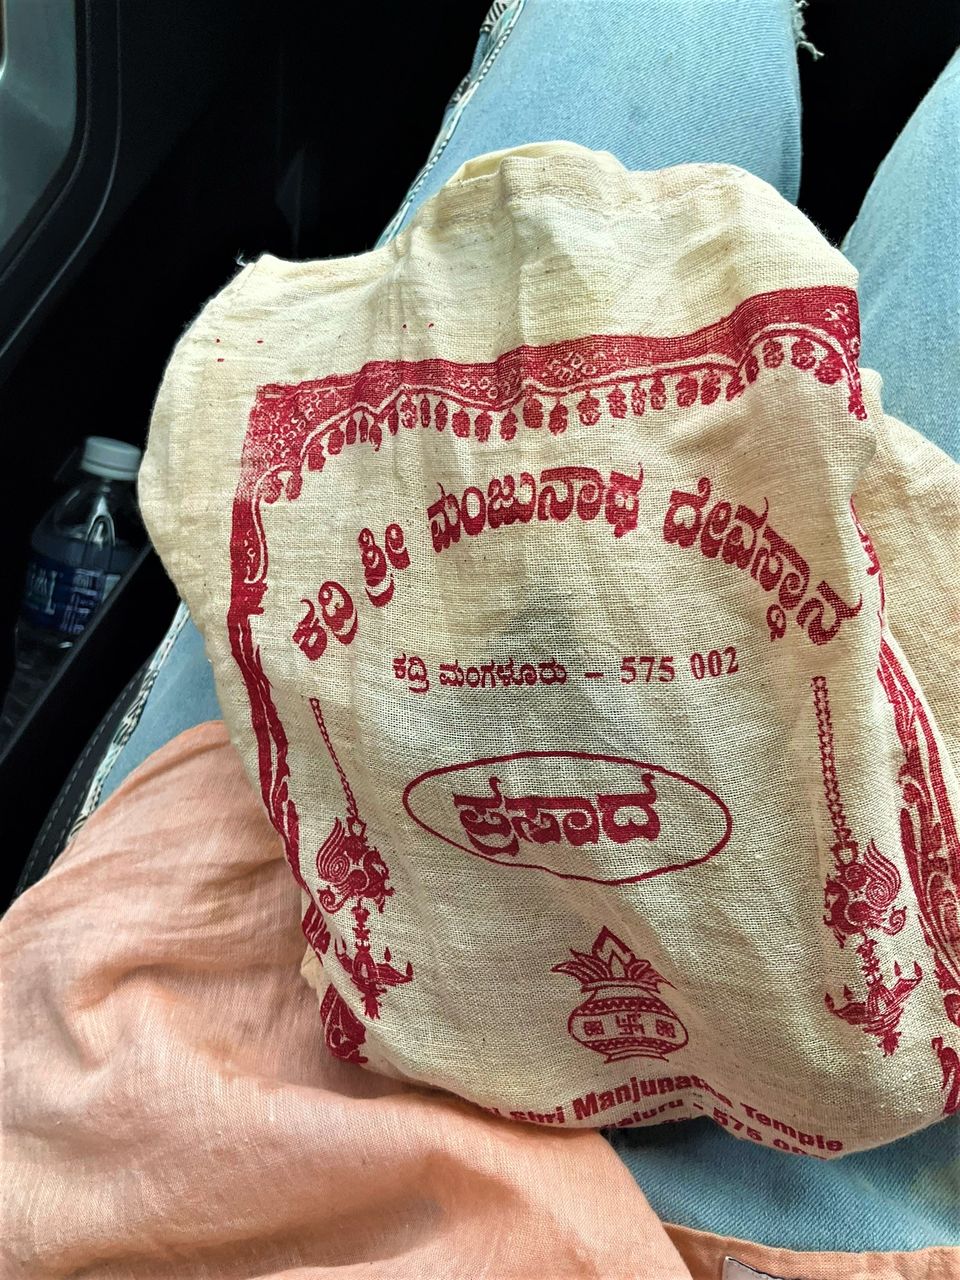 ಕದ್ರಿ ಶ್ರೀ ಮಂಜುನಾಥ ದೇವಸ್ಥಾನ
ಕದ್ರಿ ಮಂಗಳೂರು – 575 002
ಪ್ರಸಾದ
Shri Manjunatha Temple
575